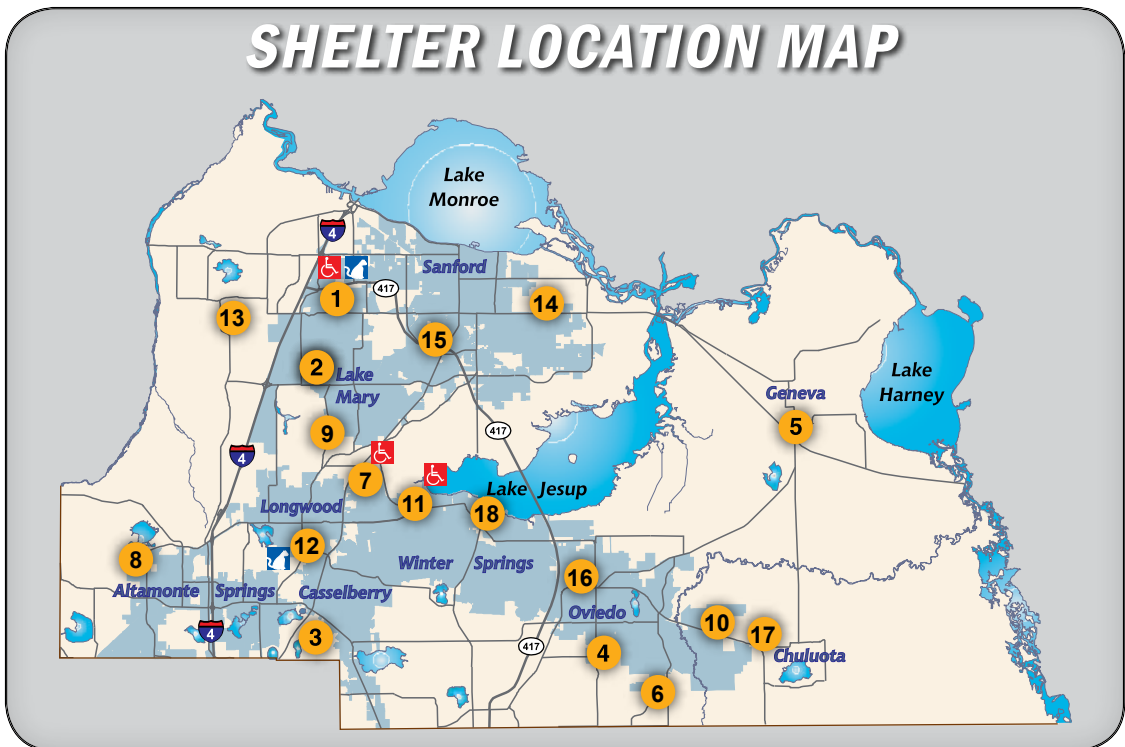 SHELTER LOCATION MAP
Lake
Monroe
4
Sanford
417
1
14
13
15
2
Lake
Mary
Lake
Harney
Geneva
5
9
417
4
7
Lake Jesup
11
18
Longwood
12
8
Winter Springs
16
Altamonte Springs
Casselberry
Oviedo
10
17
4
3
417
4
Chuluota
6